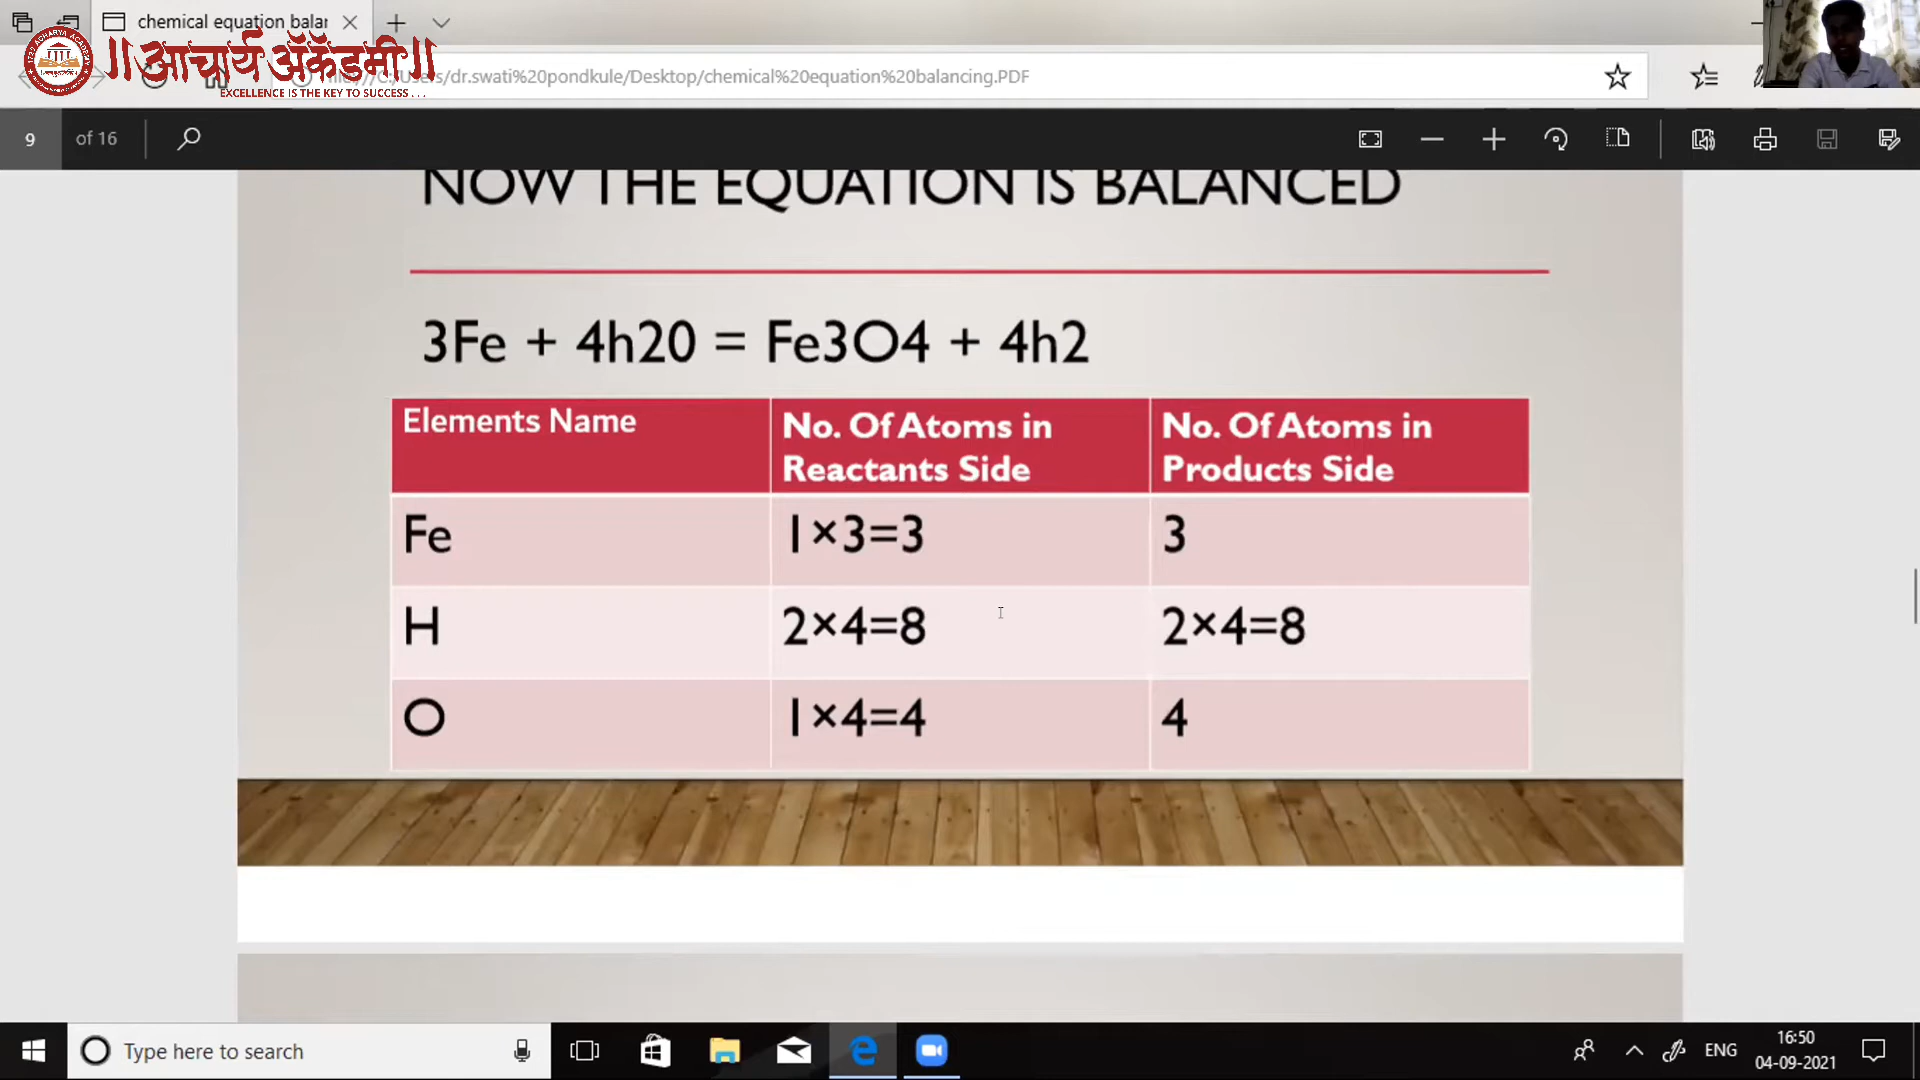 chemical equation balar
॥ आचार्य ॲकॅडमी ॥
EXCELLENCE IS THE KEY TO SUCCESS . . .
/Users/dr.swati%20pondkule/Desktop/chemical%20equation%20balancing.PDF
9 of 16
NOW THE EQUATION IS BALANCED
3Fe + 4h20 = Fe3O4 + 4h2
Elements Name
No. Of Atoms in
Reactants Side
No. Of Atoms in
Products Side
Fe
1×3=3
3
H
2×4=8
2×4=8
O
1×4=4
4
Type here to search
ENG
16:50
04-09-2021